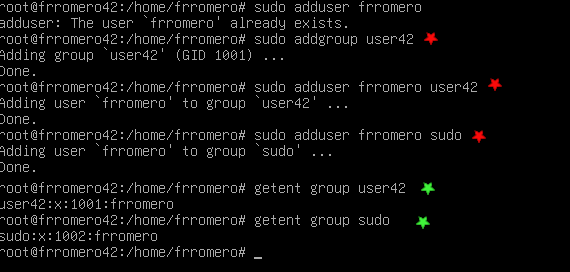 root@frromero42:/home/frromero# sudo adduser frromero
adduser: The user `frromero' already exists.
root@frromero42:/home/frromero# sudo addgroup user42
Adding group `user42' (GID 1001) ...
Done.
root@frromero42:/home/frromero# sudo adduser frromero user42
Adding user `frromero' to group `user42' ...
Done.
root@frromero42:/home/frromero# sudo adduser frromero sudo
Adding user `frromero' to group `sudo' ...
Done.
root@frromero42:/home/frromero# getent group user42
user42:x:1001:frromero
root@frromero42:/home/frromero# getent group sudo
sudo:x:1002:frromero
root@frromero42:/home/frromero# _